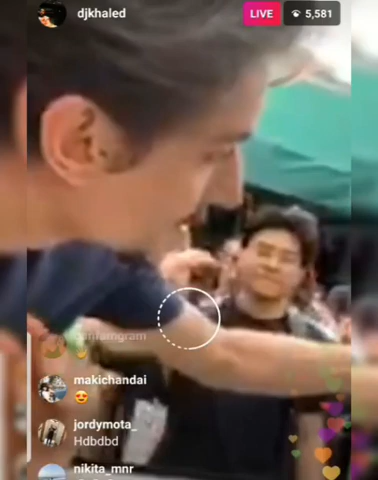 djkhaled
LIVE
5,581
makichandai
😍
jordymota_
Hdbdbd
nikita_mnr